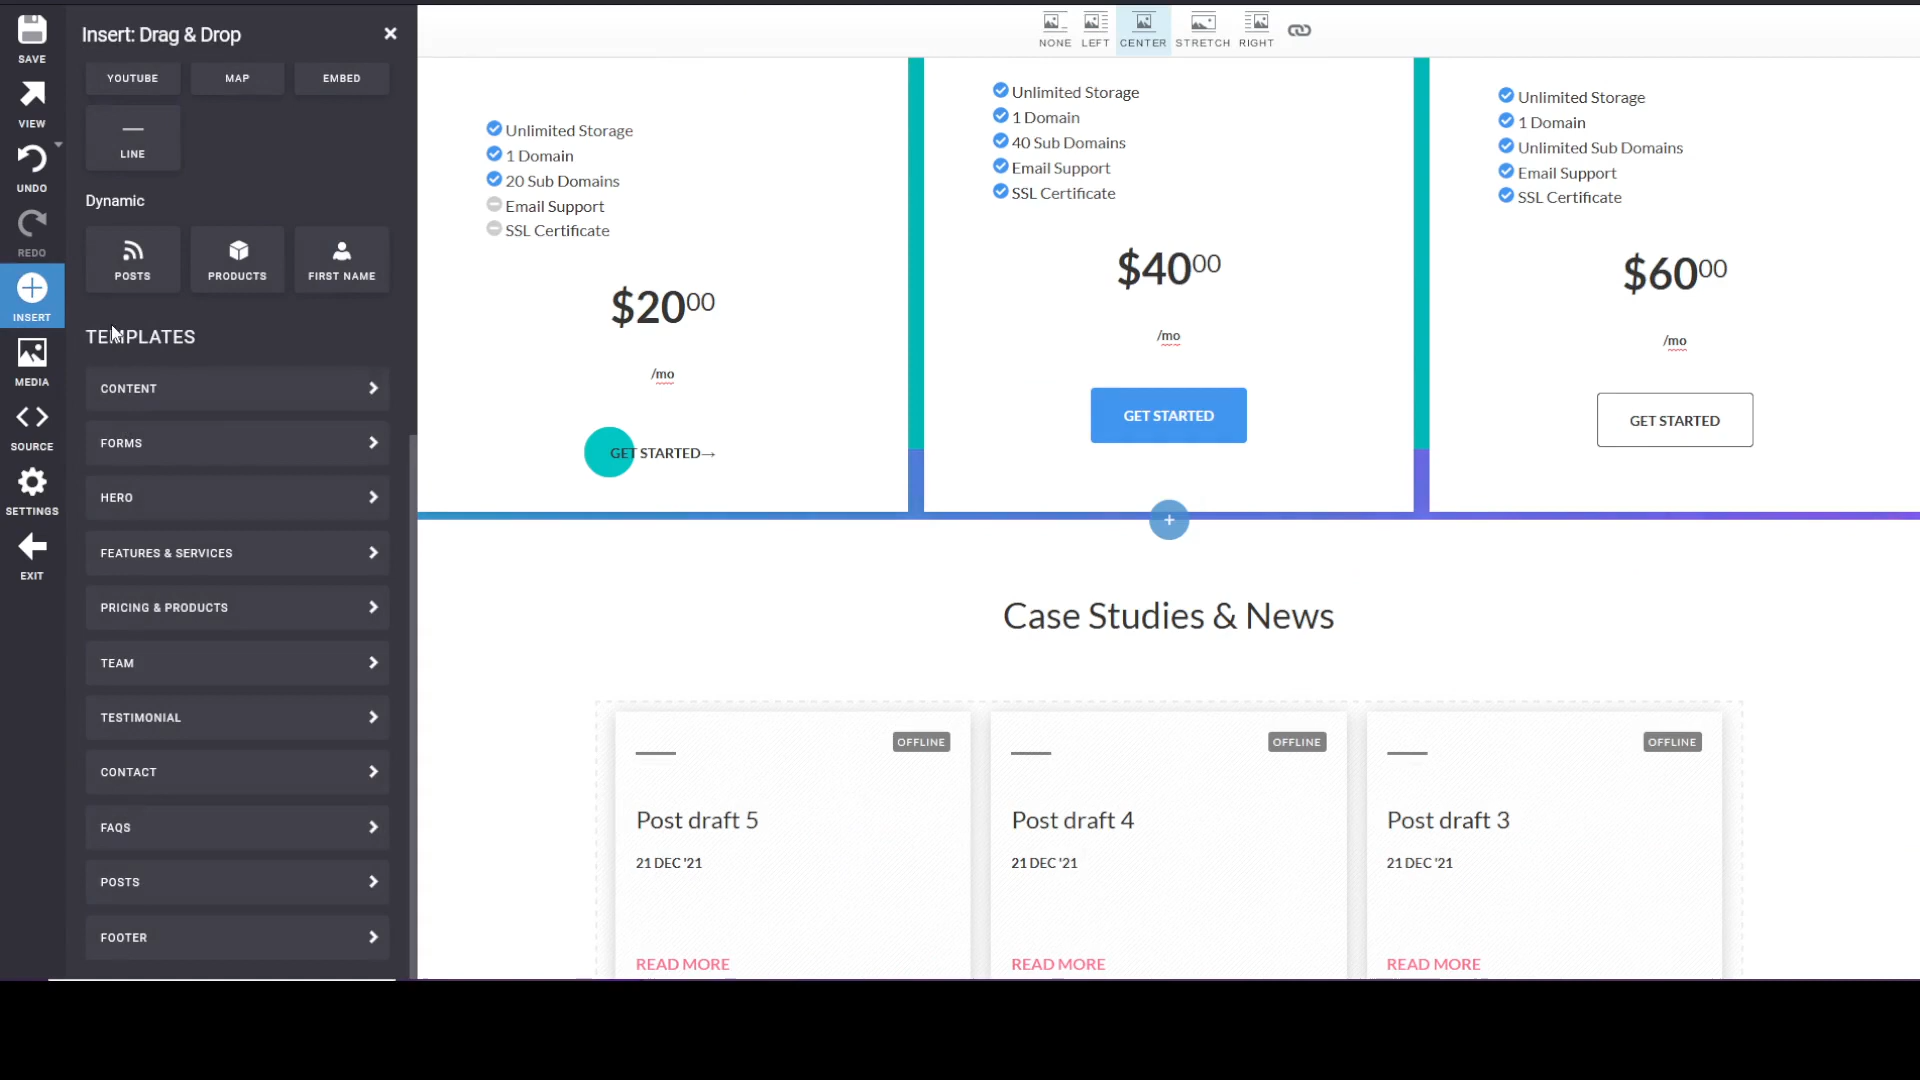 SAVE
VIEW
UNDO
REDO
INSERT
MEDIA
SOURCE
SETTINGS
EXIT
Insert: Drag & Drop
YOUTUBE
MAP
EMBED
LINE
Dynamic
POSTS
PRODUCTS
FIRST NAME
TEMPLATES
CONTENT
FORMS
HERO
FEATURES & SERVICES
PRICING & PRODUCTS
TEAM
TESTIMONIAL
CONTACT
FAQS
POSTS
FOOTER
NONE
LEFT
CENTER
STRETCH
RIGHT
Unlimited Storage
1 Domain
20 Sub Domains
Email Support
SSL Certificate
$2000
/mo
GET STARTED→
Unlimited Storage
1 Domain
40 Sub Domains
Email Support
SSL Certificate
$4000
/mo
GET STARTED
Unlimited Storage
1 Domain
Unlimited Sub Domains
Email Support
SSL Certificate
$6000
/mo
GET STARTED
Case Studies & News
OFFLINE
Post draft 5
21 DEC '21
READ MORE
OFFLINE
Post draft 4
21 DEC '21
READ MORE
OFFLINE
Post draft 3
21 DEC '21
READ MORE